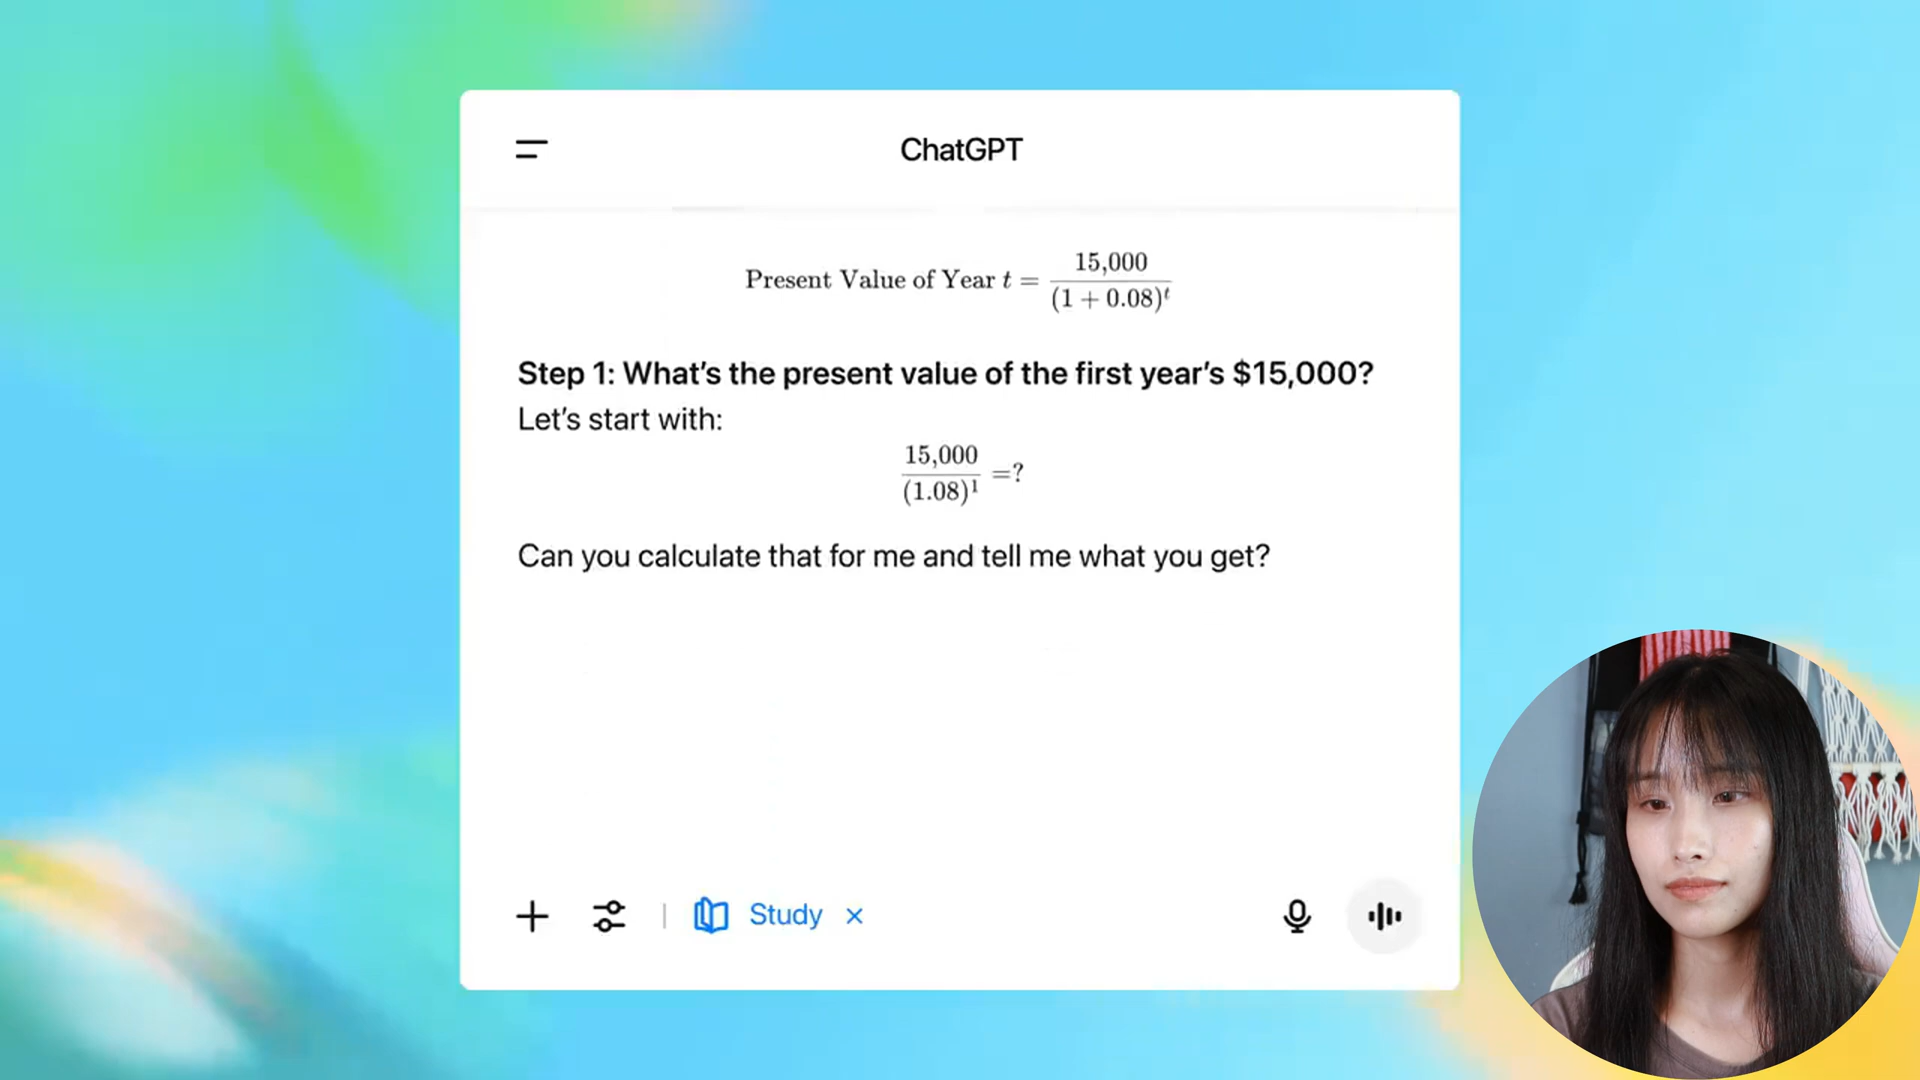 ChatGPT
Present Value of Year t = 15,000 / (1 + 0.08)^t
Step 1: What's the present value of the first year's $15,000?
Let's start with:
15,000 / (1.08)^1 =?
Can you calculate that for me and tell me what you get?
Study